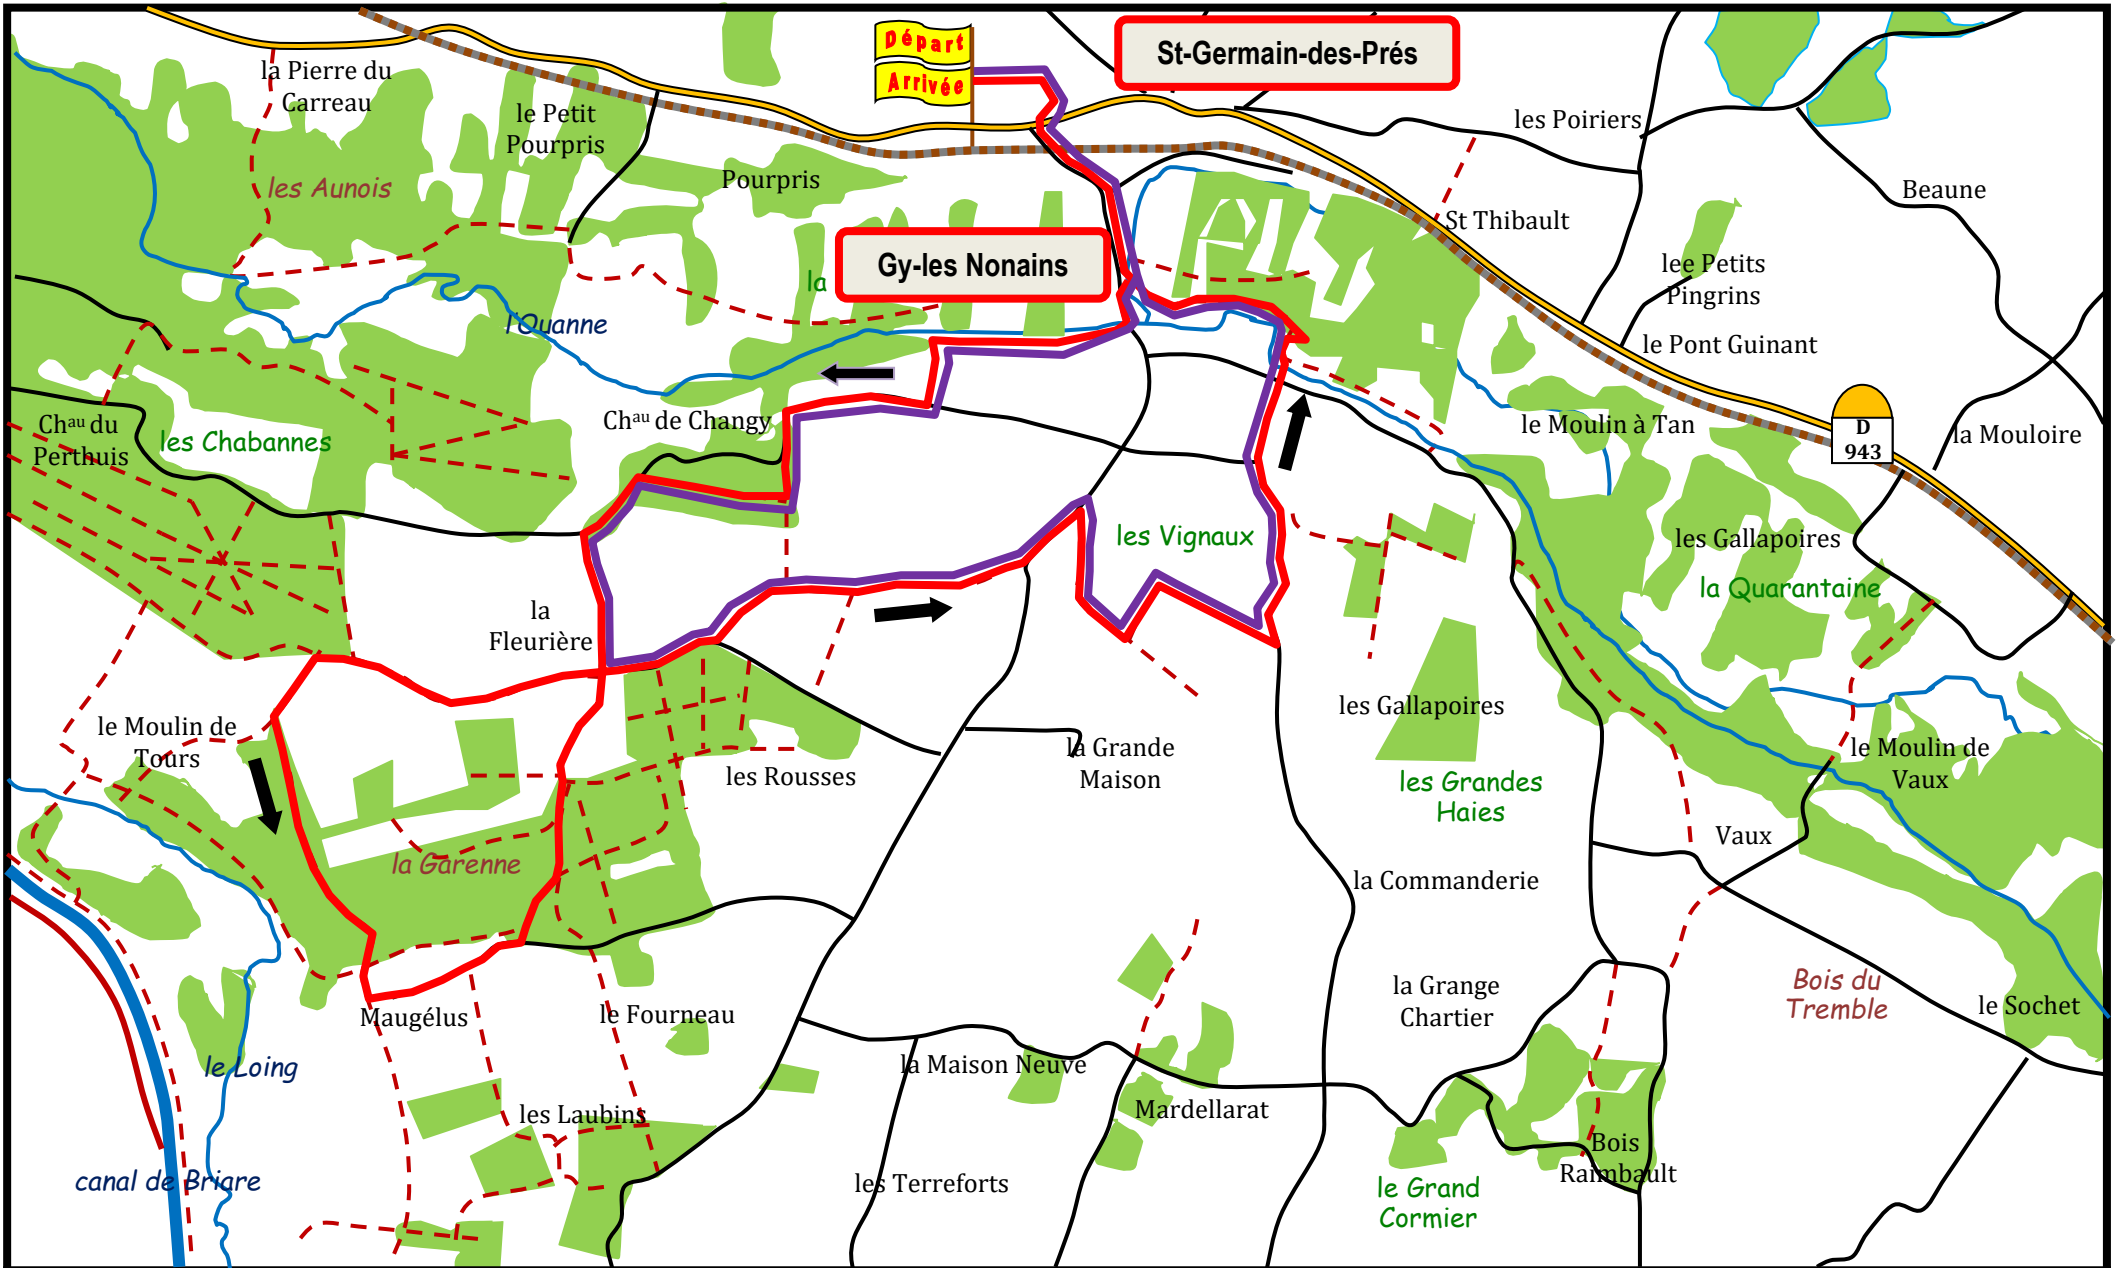 Départ
Arrivée
St-Germain-des-Prés
la Pierre du
Carreau
le Petit
Pourpris
les Poiriers
les Aunois
Pourpris
Beaune
St Thibault
Gy-les Nonains
la
lee Petits
Pingrins
l'Ouanne
le Pont Guinant
Chau du
Perthuis
les Chabannes
Chau de Changy
le Moulin à Tan
D
943
la Mouloire
les Vignaux
les Gallapoires
la Quarantaine
la
Fleurière
les Gallapoires
le Moulin de
Tours
les Rousses
la Grande
Maison
les Grandes
Haies
le Moulin de
Vaux
Vaux
la Garenne
la Commanderie
la Grange
Chartier
Bois du
Tremble
le Sochet
Maugélus
le Fourneau
le Loing
la Maison Neuve
les Laubins
Mardellarat
Bois
Raimbault
canal de Briare
les Terreforts
le Grand
Cormier